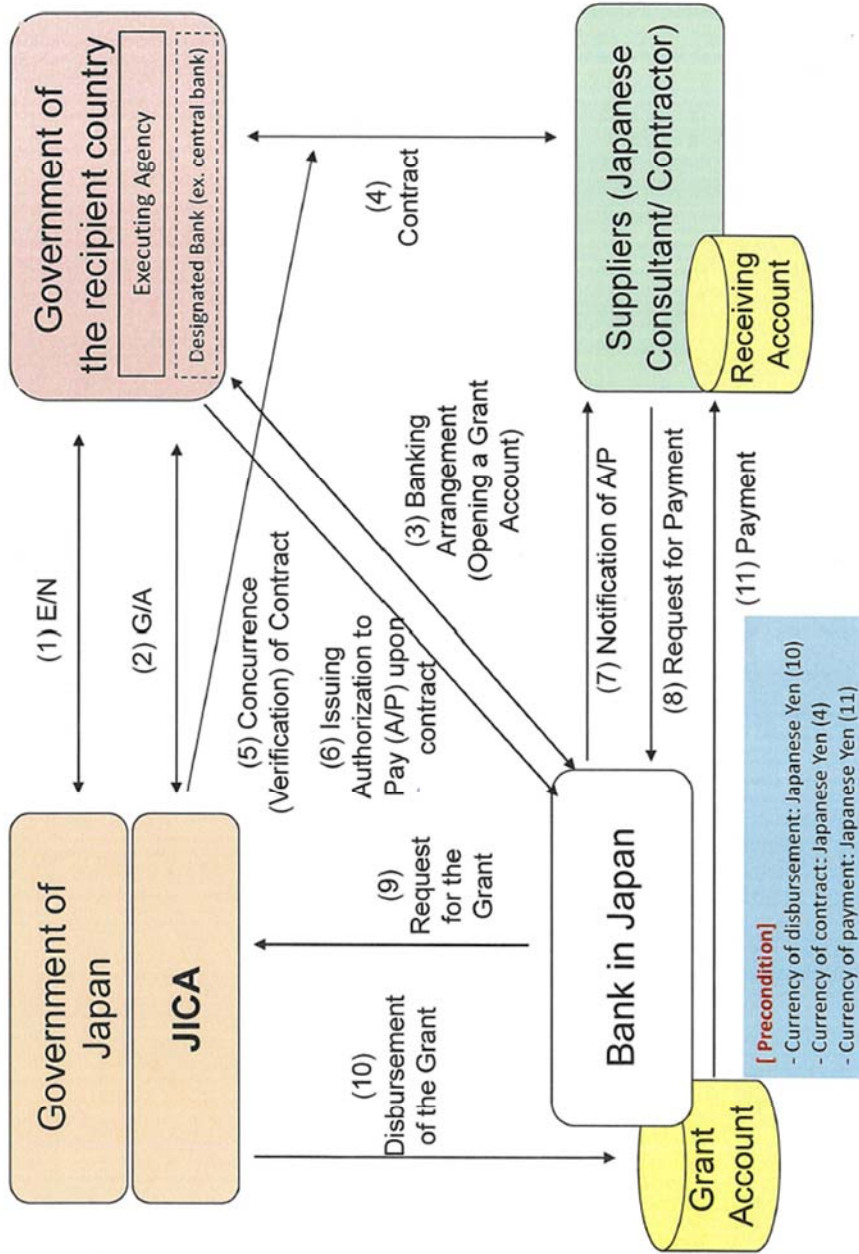 Government of
Japan
JICA
Government of
the recipient country
Executing Agency
Designated Bank (ex. central bank)
(1) E/N
(2) G/A
(5) Concurrence
(Verification) of Contract
(6) Issuing
Authorization to
Pay (A/P) upon
contract
(3) Banking
Arrangement
(Opening a Grant
Account)
(4)
Contract
(9)
Request
for the
Grant
(10)
Disbursement
of the Grant
Bank in Japan
Grant
Account
(7) Notification of A/P
(8) Request for Payment
(11) Payment
Suppliers (Japanese
Consultant/ Contractor)
Receiving
Account
[ Precondition]
- Currency of disbursement: Japanese Yen (10)
- Currency of contract: Japanese Yen (4)
- Currency of payment: Japanese Yen (11)